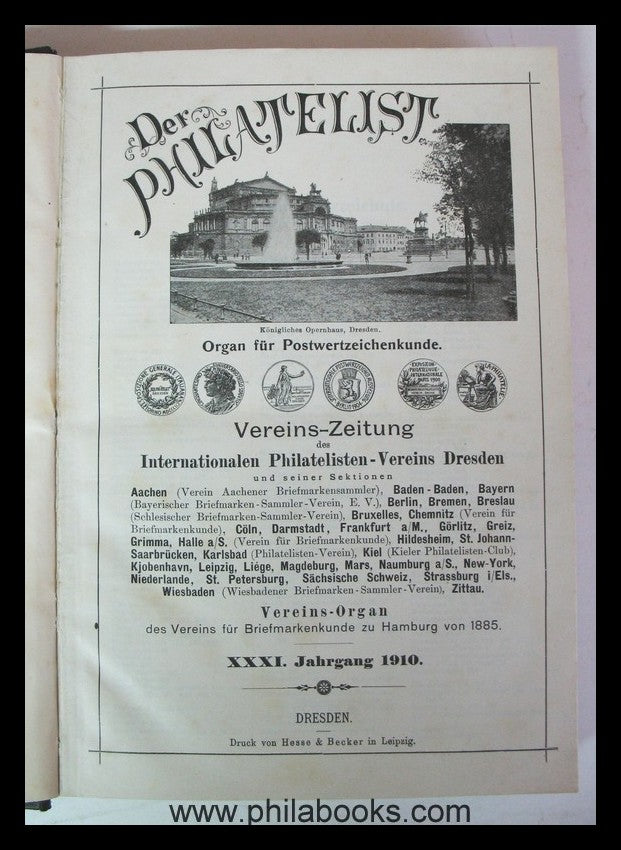 Der
PHILATELIST
Königliches Opernhaus, Dresden.
Organ für Postwertzeichenkunde.
Vereins-Zeitung
des
Internationalen Philatelisten-Vereins Dresden
und seiner Sektionen
Aachen (Verein Aachener Briefmarkensammler), Baden-Baden, Bayern
(Bayerischer Briefmarken-Sammler-Verein, E. V.), Berlin, Bremen, Breslau
(Schlesischer Briefmarken-Sammler-Verein), Bruxelles, Chemnitz (Verein für
Briefmarkenkunde), Cöln, Darmstadt, Frankfurt a/M., Görlitz, Greiz,
Grimma, Halle a/S. (Verein für Briefmarkenkunde), Hildesheim, St. Johann-
Saarbrücken, Karlsbad (Philatelisten-Verein), Kiel (Kieler Philatelisten-Club),
Kjobenhavn, Leipzig, Liége, Magdeburg, Mars, Naumburg a/S., New-York,
Niederlande, St. Petersburg, Sächsische Schweiz, Strassburg i/Els.,
Wiesbaden (Wiesbadener Briefmarken-Sammler-Verein), Zittau.
Vereins-Organ
des Vereins für Briefmarkenkunde zu Hamburg von 1885.
XXXI. Jahrgang 1910.
DRESDEN.
Druck von Hesse & Becker in Leipzig.
www.philabooks.com